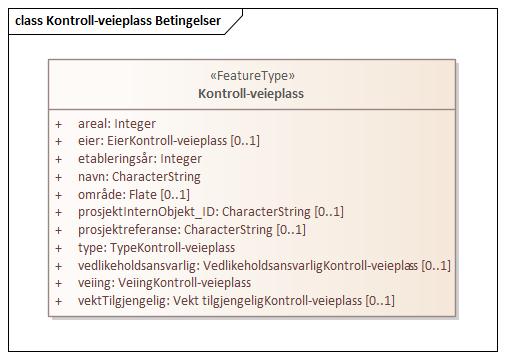 class Kontroll-veieplass Betingelser
«FeatureType»
Kontroll-veieplass
+ areal: Integer
+ eier: EierKontroll-veieplass [0..1]
+ etableringsår: Integer
+ navn: CharacterString
+ område: Flate [0..1]
+ prosjektInternObjekt_ID: CharacterString [0..1]
+ prosjektreferanse: CharacterString [0..1]
+ type: TypeKontroll-veieplass
+ vedlikeholdsansvarlig: VedlikeholdsansvarligKontroll-veieplass [0..1]
+ veiing: VeiingKontroll-veieplass
+ vektTilgjengelig: Vekt tilgjengeligKontroll-veieplass [0..1]